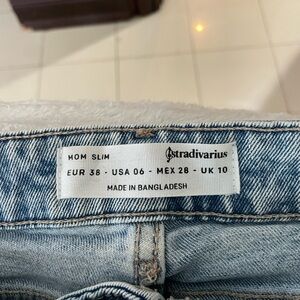 MOM SLIM stradivarius
EUR 38 - USA 06 - MEX 28 - UK 10
MADE IN BANGLADESH